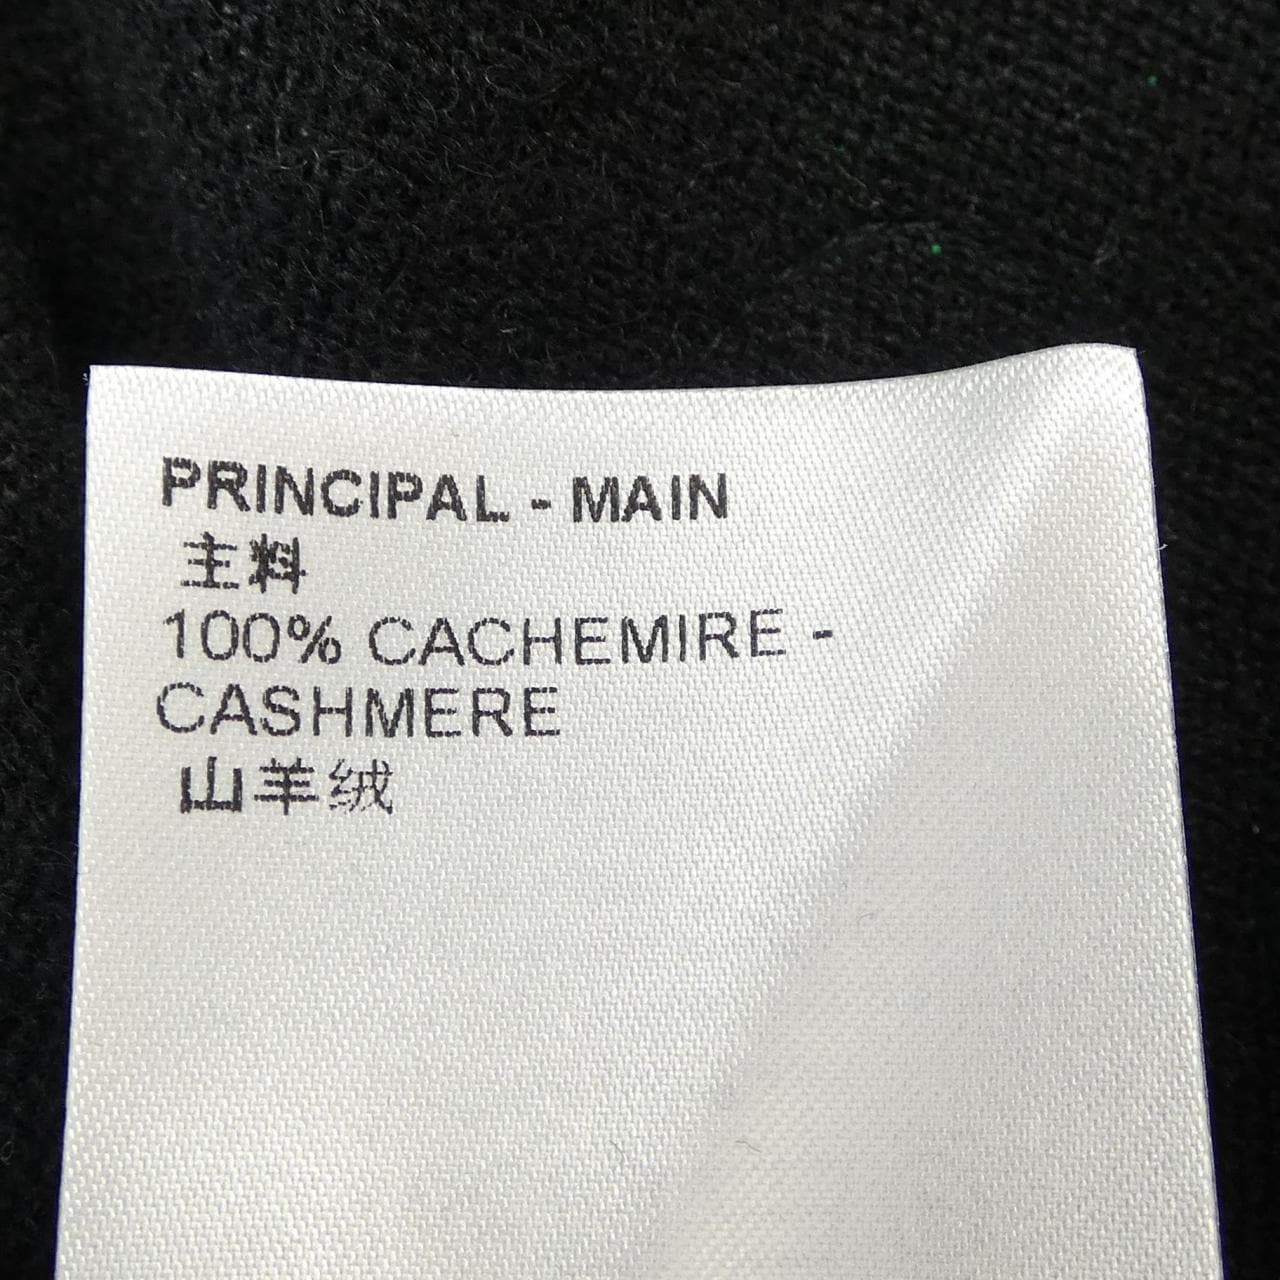 PRINCIPAL - MAIN
主料
100% CACHEMIRE -
CASHMERE
山羊绒